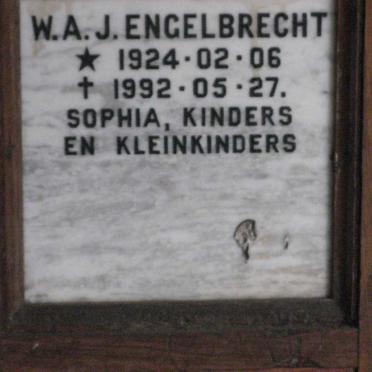 W.A.J. ENGELBRECHT
★ 1924·02·06
✝ 1992·05·27.
SOPHIA, KINDERS
EN KLEINKINDERS